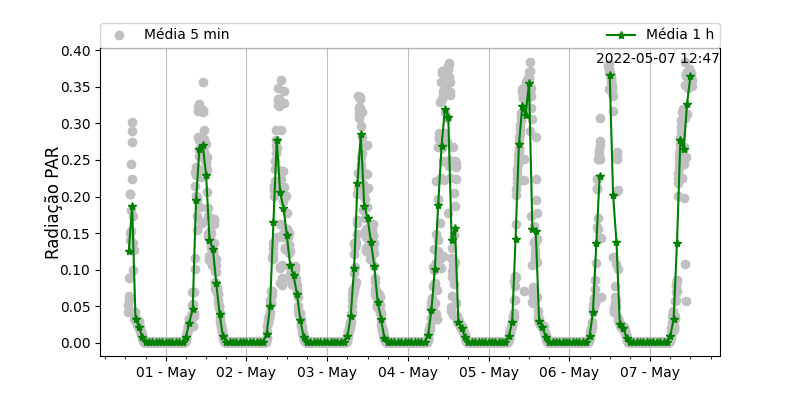 Média 5 min
Média 1 h
2022-05-07 12:47
Radiação PAR
0.40
0.35
0.30
0.25
0.20
0.15
0.10
0.05
0.00
01 - May
02 - May
03 - May
04 - May
05 - May
06 - May
07 - May